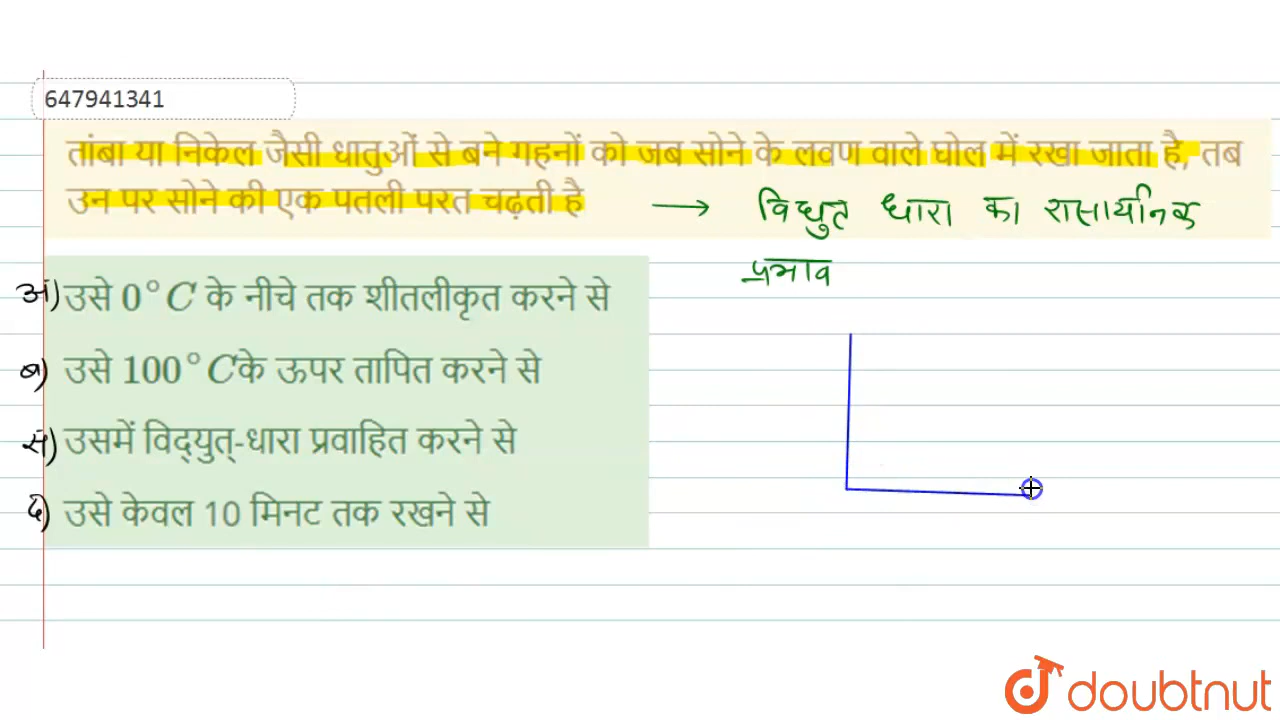 647941341
तांबा या निकेल जैसी धातुओं से बने गहनों को जब सोने के लवण वाले घोल में रखा जाता है, तब
उन पर सोने की एक पतली परत चढ़ती है
→ विधुत धारा का रासायनिक
प्रभाव
अ) उसे 0°C के नीचे तक शीतलीकृत करने से
ब) उसे 100°Cके ऊपर तापित करने से
स) उसमें विद्युत्-धारा प्रवाहित करने से
द) उसे केवल 10 मिनट तक रखने से
doubtnut